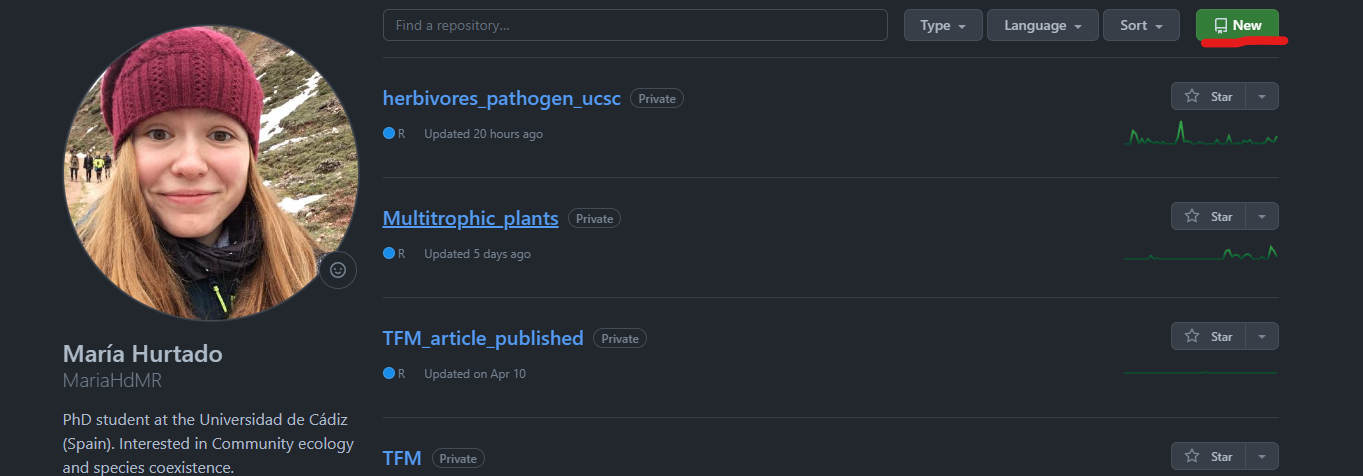 Find a repository...
Type
Language
Sort
New
herbivores_pathogen_ucsc
Private
Star
R
Updated 20 hours ago
Multitrophic_plants
Private
Star
R
Updated 5 days ago
TFM_article_published
Private
Star
R
Updated on Apr 10
TFM
Private
Star
María Hurtado
MariaHdMR
PhD student at the Universidad de Cádiz
(Spain). Interested in Community ecology
and species coexistence.